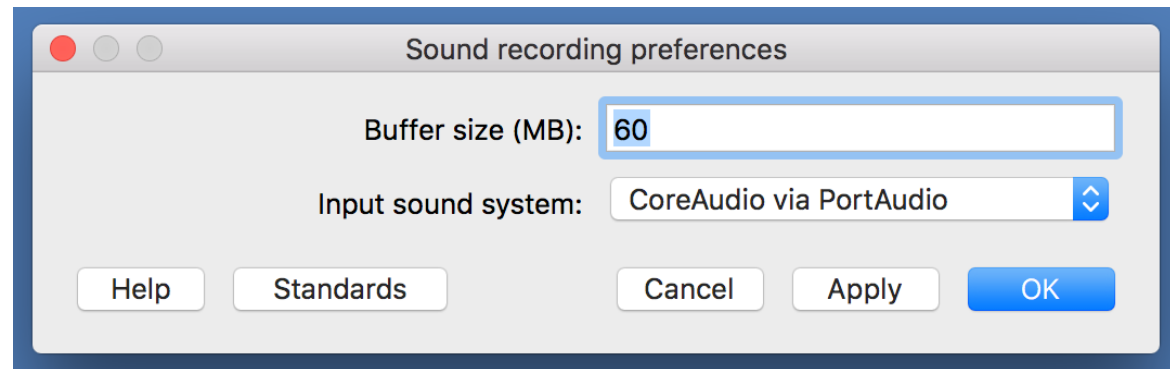 Sound recording preferences
Buffer size (MB): 60
Input sound system: CoreAudio via PortAudio
Help Standards Cancel Apply OK